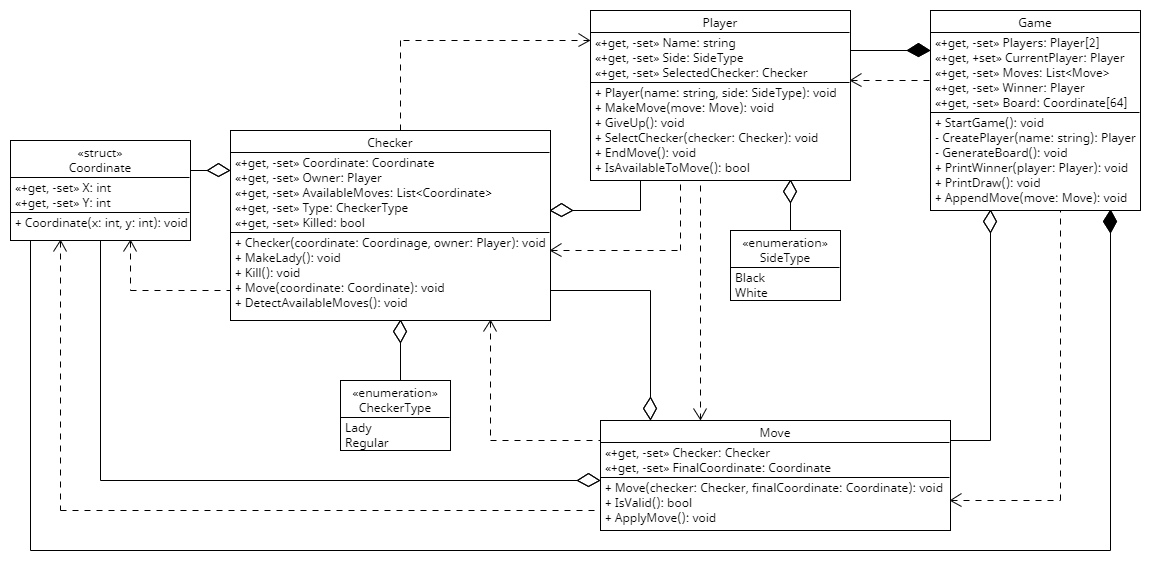 Player
«+get, -set» Name: string
«+get, -set» Side: SideType
«+get, -set» SelectedChecker: Checker
+ Player(name: string, side: SideType): void
+ MakeMove(move: Move): void
+ GiveUp(): void
+ SelectChecker(checker: Checker): void
+ EndMove(): void
+ IsAvailableToMove(): bool
Game
«+get, -set» Players: Player[2]
«+get, +set» CurrentPlayer: Player
«+get, -set» Moves: List<Move>
«+get, -set» Winner: Player
«+get, -set» Board: Coordinate[64]
+ StartGame(): void
- CreatePlayer(name: string): Player
- GenerateBoard(): void
+ PrintWinner(player: Player): void
+ PrintDraw(): void
+ AppendMove(move: Move): void
«struct»
Coordinate
«+get, -set» X: int
«+get, -set» Y: int
+ Coordinate(x: int, y: int): void
Checker
«+get, -set» Coordinate: Coordinate
«+get, -set» Owner: Player
«+get, -set» AvailableMoves: List<Coordinate>
«+get, -set» Type: CheckerType
«+get, -set» Killed: bool
+ Checker(coordinate: Coordinage, owner: Player): void
+ MakeLady(): void
+ Kill(): void
+ Move(coordinate: Coordinate): void
+ DetectAvailableMoves(): void
«enumeration»
SideType
Black
White
«enumeration»
CheckerType
Lady
Regular
Move
«+get, -set» Checker: Checker
«+get, -set» FinalCoordinate: Coordinate
+ Move(checker: Checker, finalCoordinate: Coordinate): void
+ IsValid(): bool
+ ApplyMove(): void